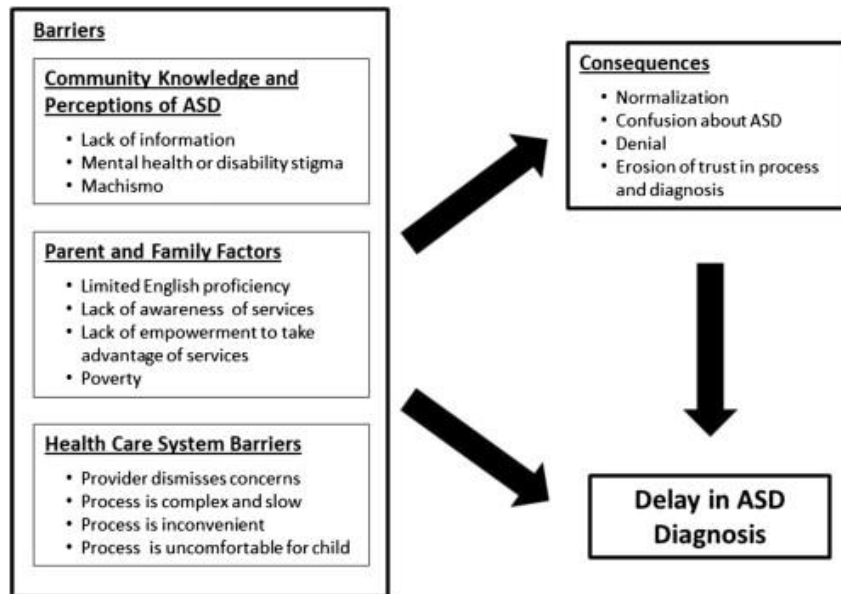 Barriers
Community Knowledge and
Perceptions of ASD
• Lack of information
• Mental health or disability stigma
• Machismo
Parent and Family Factors
• Limited English proficiency
• Lack of awareness of services
• Lack of empowerment to take
advantage of services
• Poverty
Health Care System Barriers
• Provider dismisses concerns
• Process is complex and slow
• Process is inconvenient
• Process is uncomfortable for child
Consequences
• Normalization
• Confusion about ASD
• Denial
• Erosion of trust in process
and diagnosis
Delay in ASD
Diagnosis